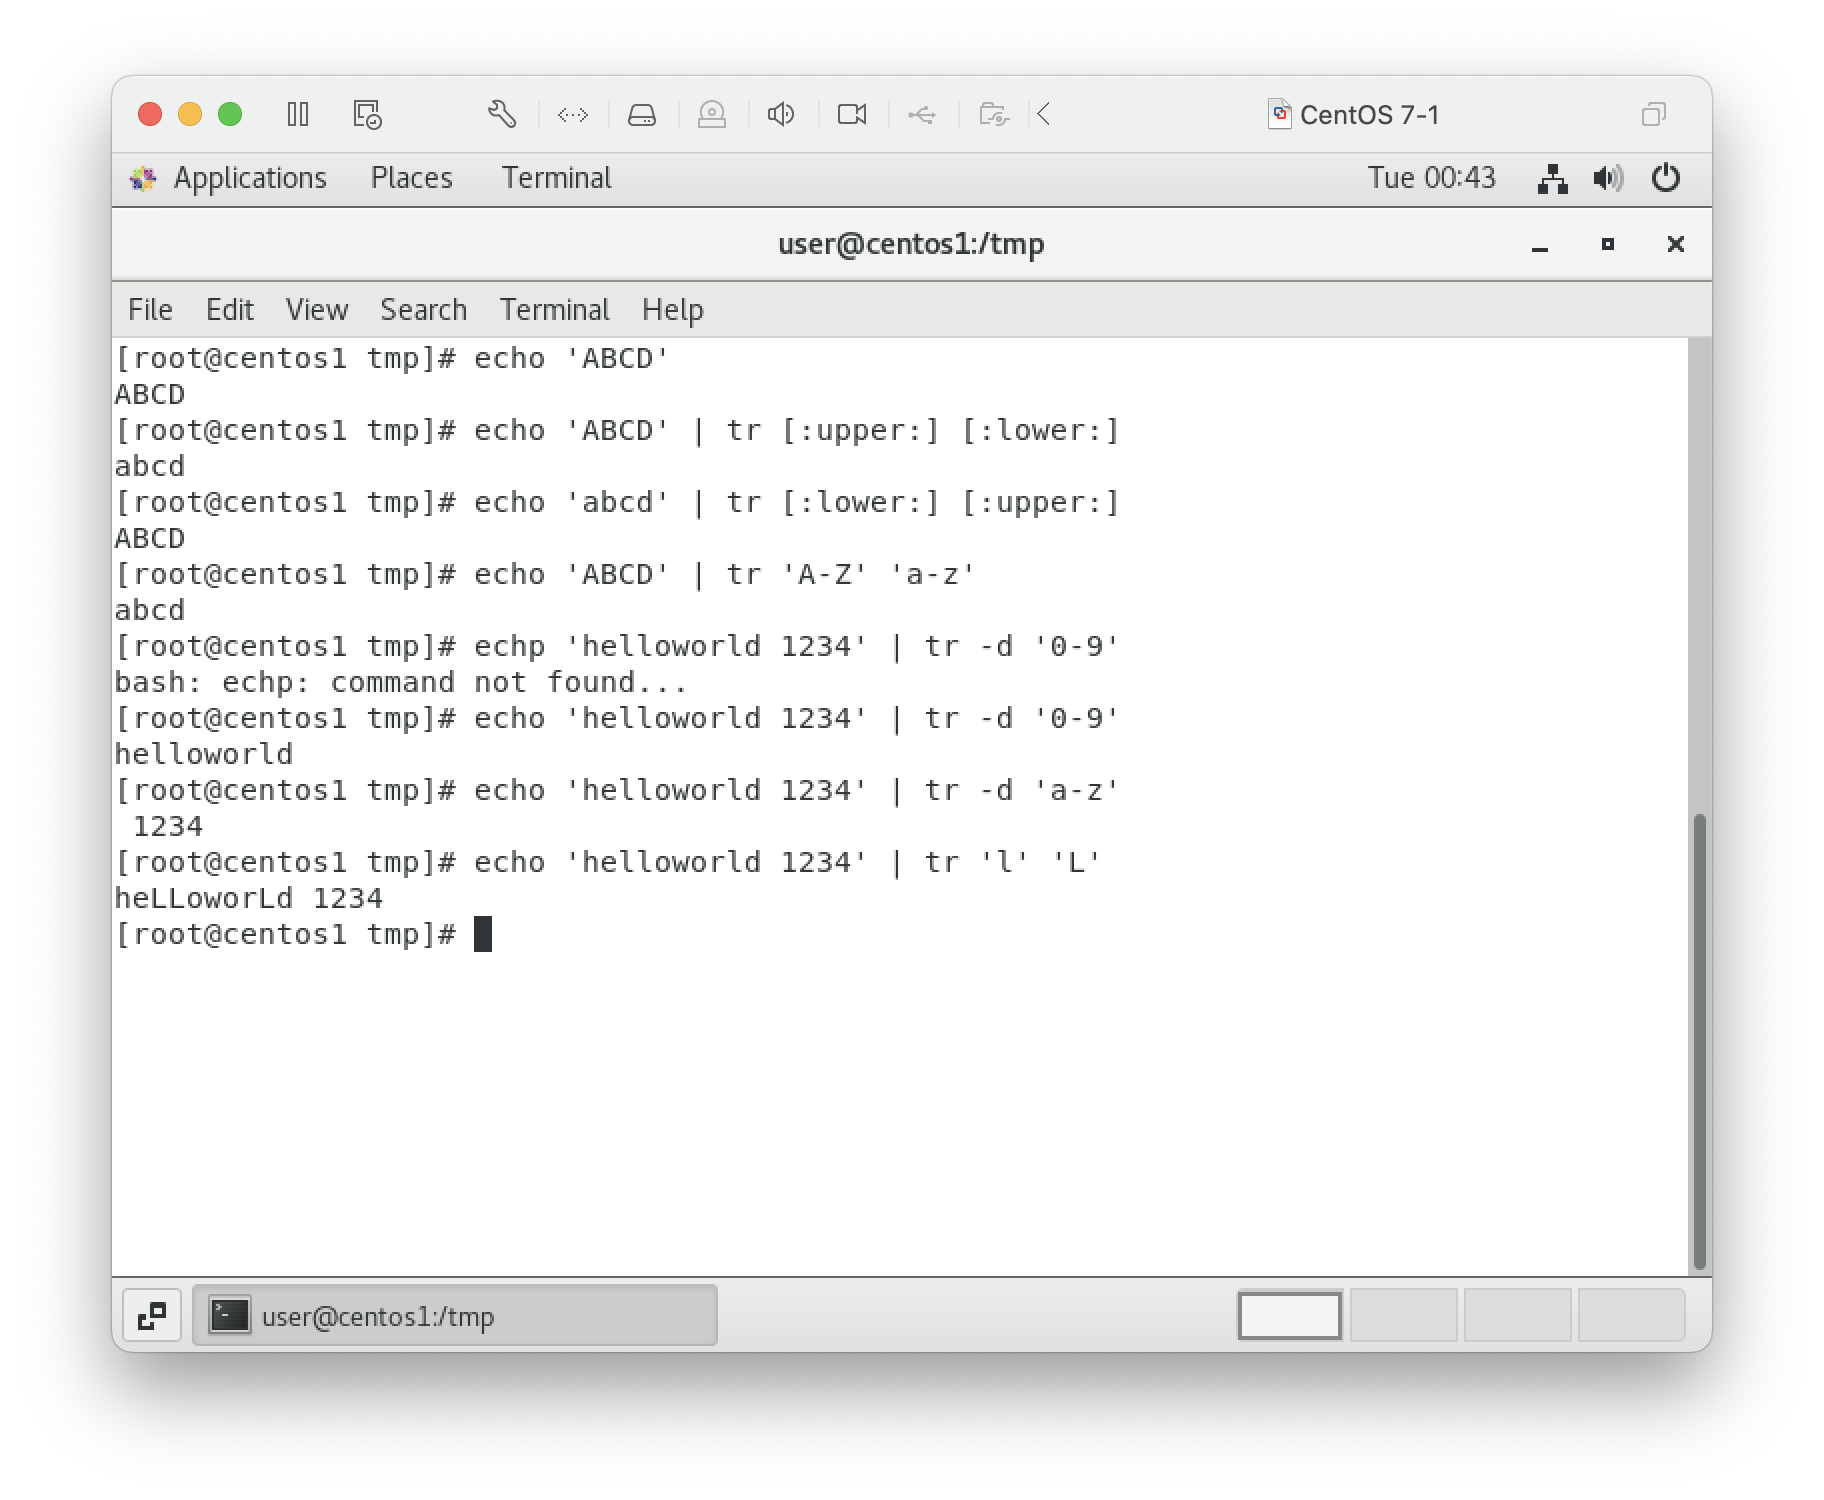 CentOS 7-1
Applications Places Terminal Tue 00:43
user@centos1:/tmp
File Edit View Search Terminal Help
[root@centos1 tmp]# echo 'ABCD'
ABCD
[root@centos1 tmp]# echo 'ABCD' | tr [:upper:] [:lower:]
abcd
[root@centos1 tmp]# echo 'abcd' | tr [:lower:] [:upper:]
ABCD
[root@centos1 tmp]# echo 'ABCD' | tr 'A-Z' 'a-z'
abcd
[root@centos1 tmp]# echp 'helloworld 1234' | tr -d '0-9'
bash: echp: command not found...
[root@centos1 tmp]# echo 'helloworld 1234' | tr -d '0-9'
helloworld
[root@centos1 tmp]# echo 'helloworld 1234' | tr -d 'a-z'
 1234
[root@centos1 tmp]# echo 'helloworld 1234' | tr 'l' 'L'
heLLoworLd 1234
[root@centos1 tmp]#
user@centos1:/tmp